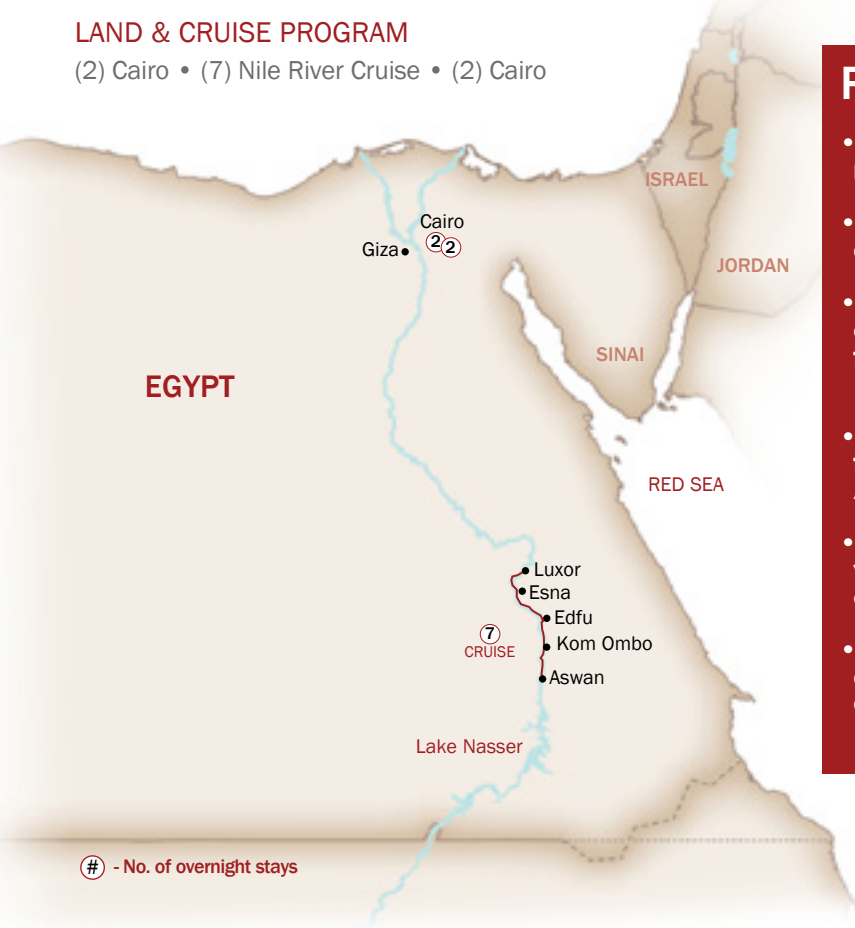 LAND & CRUISE PROGRAM
(2) Cairo • (7) Nile River Cruise • (2) Cairo
ISRAEL
Cairo
2 2
Giza
JORDAN
SINAI
EGYPT
RED SEA
Luxor
Esna
Edfu
7
CRUISE
Kom Ombo
Aswan
Lake Nasser
# - No. of overnight stays